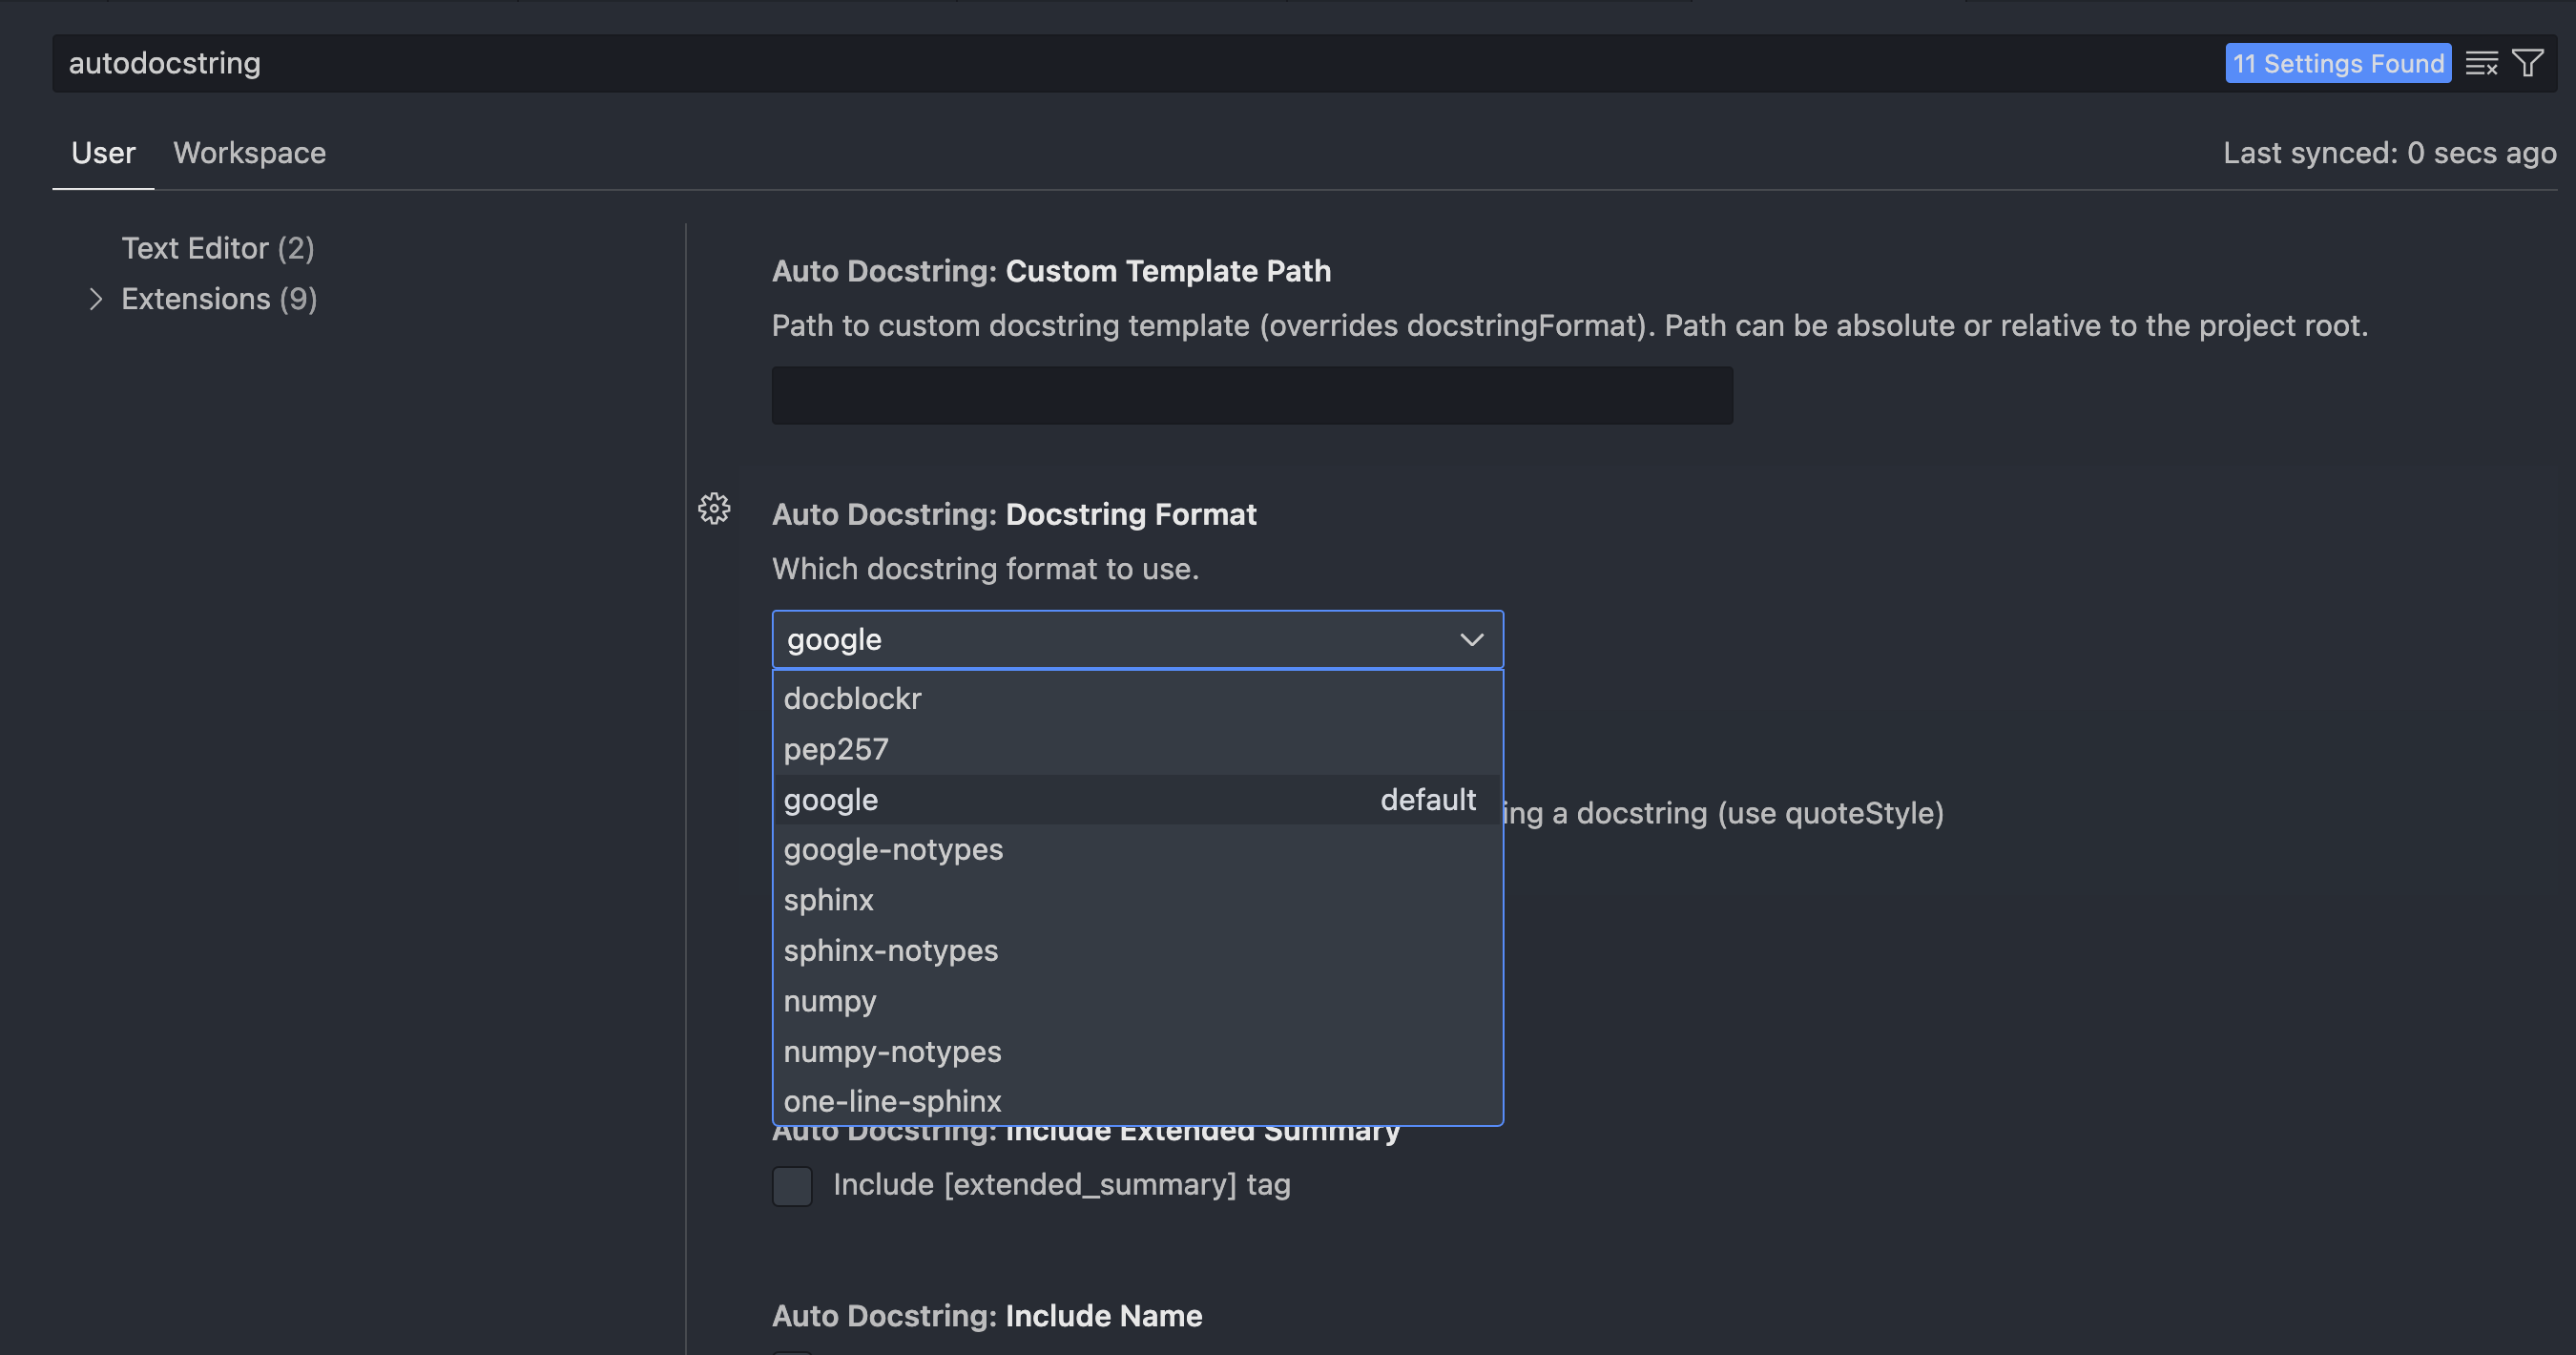 autodocstring
11 Settings Found
User Workspace
Last synced: 0 secs ago
Text Editor (2)
Extensions (9)
Auto Docstring: Custom Template Path
Path to custom docstring template (overrides docstringFormat). Path can be absolute or relative to the project root.
Auto Docstring: Docstring Format
Which docstring format to use.
google
docblockr
pep257
google default
ing a docstring (use quoteStyle)
google-notypes
sphinx
sphinx-notypes
numpy
numpy-notypes
one-line-sphinx
Auto Docstring: Include Extended Summary
Include [extended_summary] tag
Auto Docstring: Include Name